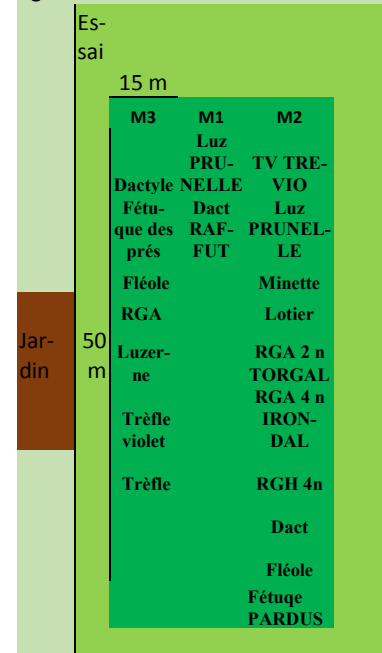 Es-
sai
15 m
M3 M1 M2
Luz
PRU- TV TRE-
Dactyle NELLE VIO
Fétu- Dact Luz
que des RAF- PRUNEL-
prés FUT LE
Fléole Minette
RGA Lotier
Jar- 50 Luzer- RGA 2 n
din m ne TORGAL
RGA 4 n
Trèfle IRON-
violet DAL
Trèfle RGH 4n
Dact
Fléole
Fétuqe
PARDUS